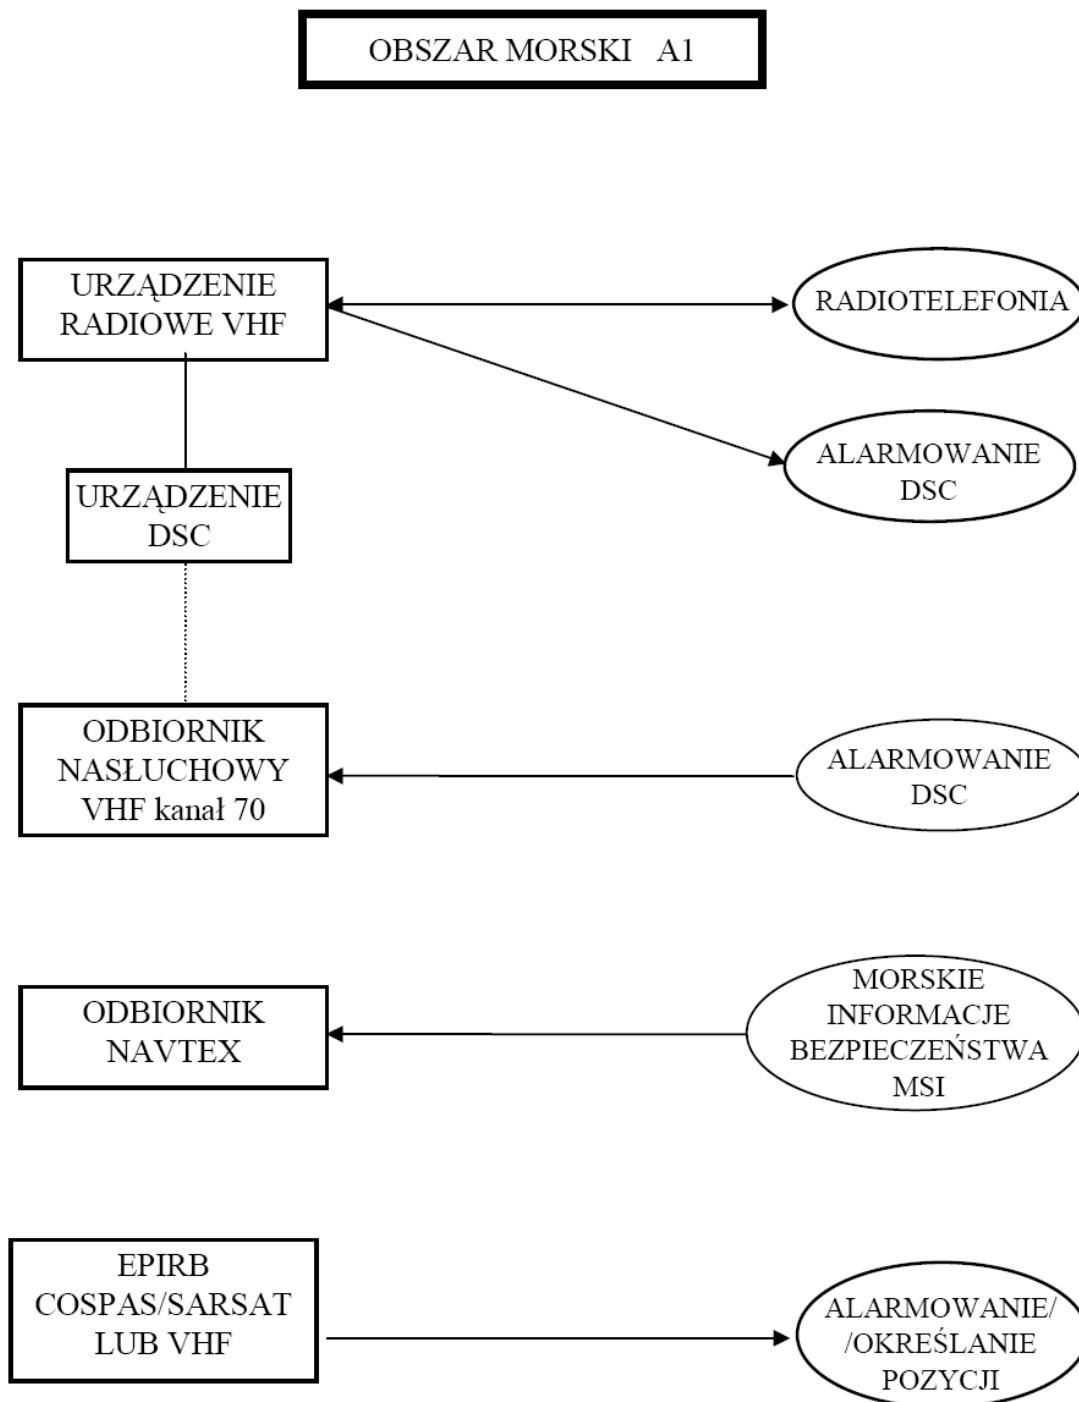 OBSZAR MORSKI A1
URZĄDZENIE
RADIOWE VHF
RADIOTELEFONIA
ALARMOWANIE
DSC
URZĄDZENIE
DSC
ODBIORNIK
NASŁUCHOWY
VHF kanał 70
ALARMOWANIE
DSC
ODBIORNIK
NAVTEX
MORSKIE
INFORMACJE
BEZPIECZEŃSTWA
MSI
EPIRB
COSPAS/SARSAT
LUB VHF
ALARMOWANIE/
/OKREŚLANIE
POZYCJI